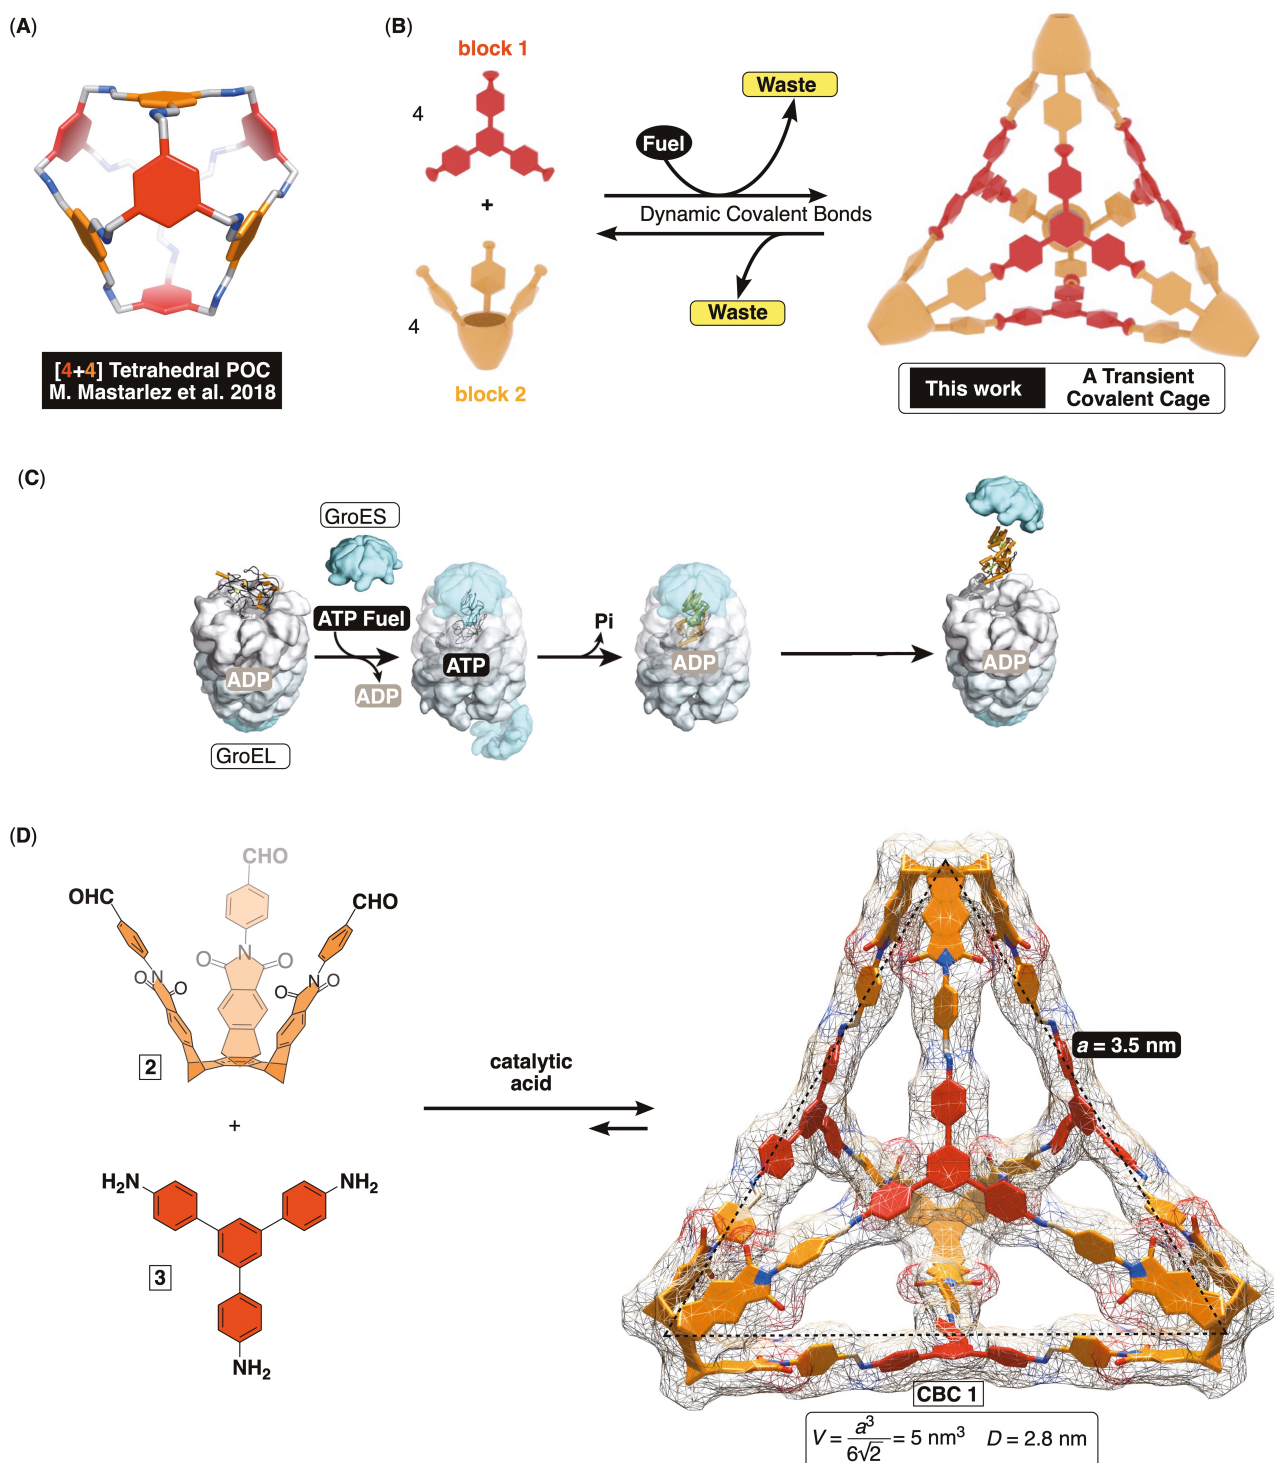 (A)
[4+4] Tetrahedral POC
M. Mastarlez et al. 2018
(B)
block 1
4
+
4
block 2
Fuel
Waste
Dynamic Covalent Bonds
Waste
This work
A Transient
Covalent Cage
(C)
GroES
ATP Fuel
ADP
ADP
GroEL
ATP
Pi
ADP
ADP
(D)
CHO
OHC
CHO
N
O
O
N
O
O
N
O
O
2
+
H₂N
NH₂
3
NH₂
catalytic
acid
a = 3.5 nm
CBC 1
V = a³/6√2 = 5 nm³ D = 2.8 nm